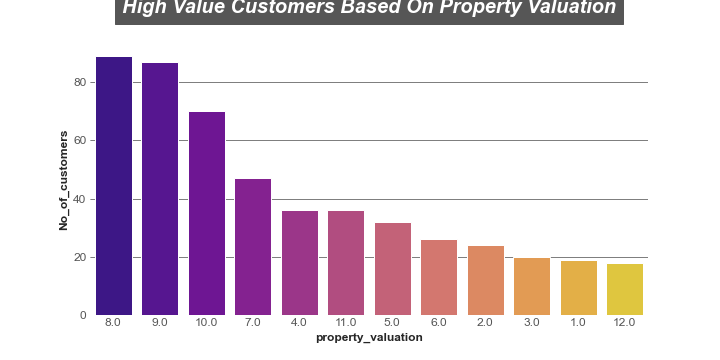 High Value Customers Based On Property Valuation
80
60
40
20
0
No_of_customers
8.0 9.0 10.0 7.0 4.0 11.0 5.0 6.0 2.0 3.0 1.0 12.0
property_valuation